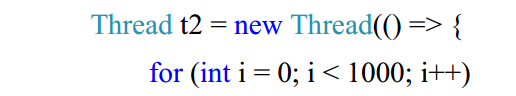 Thread t2 = new Thread(() => {
for (int i = 0; i < 1000; i++)